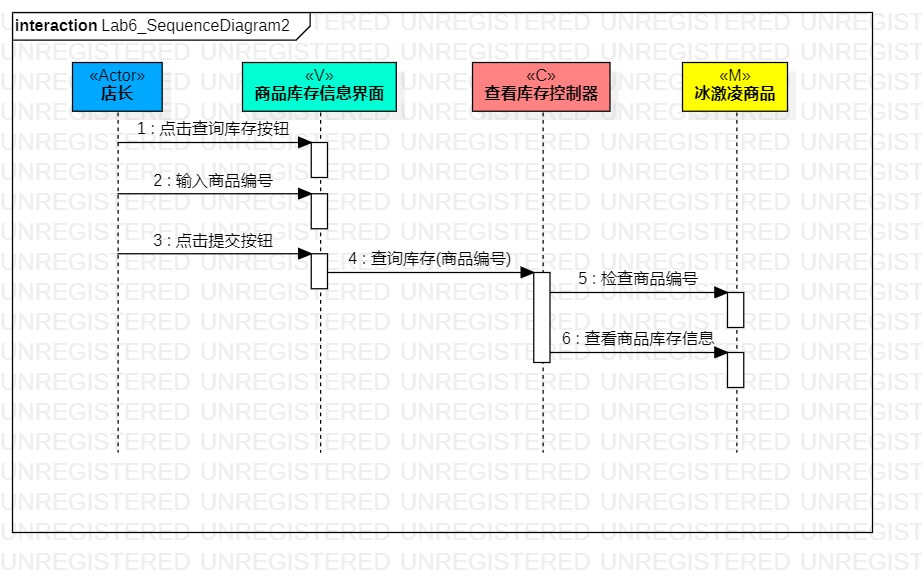 interaction Lab6_SequenceDiagram2
«Actor»
店长
«V»
商品库存信息界面
«C»
查看库存控制器
«M»
冰激凌商品
1 : 点击查询库存按钮
2 : 输入商品编号
3 : 点击提交按钮
4 : 查询库存(商品编号)
5 : 检查商品编号
6 : 查看商品库存信息
UNREGISTERED